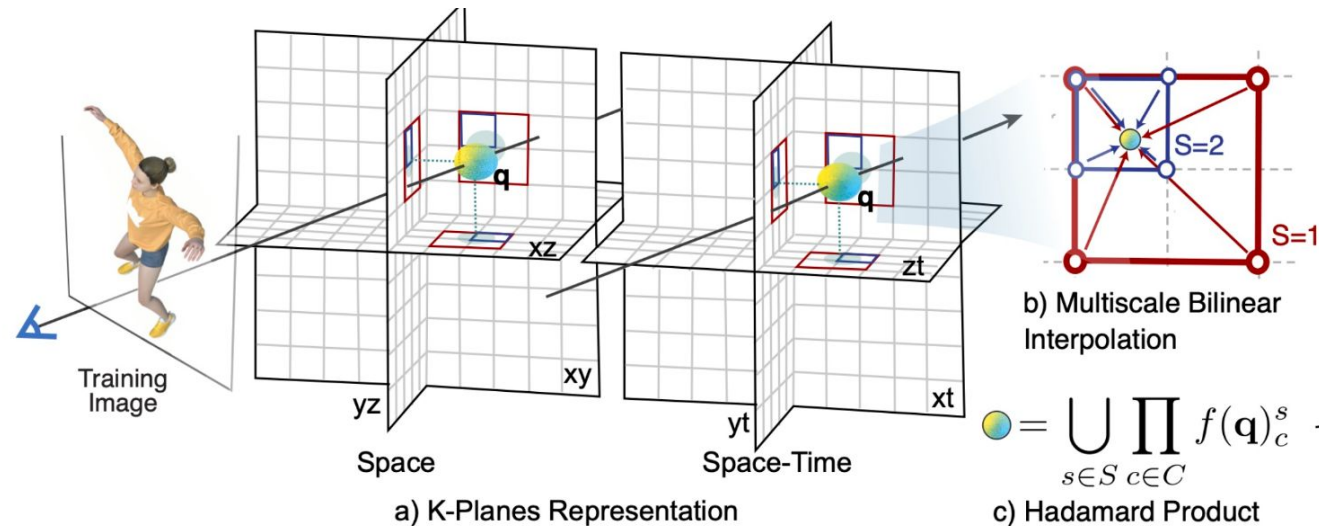 Training
Image
q
xz
xy
yz
Space
q
zt
xt
yt
Space-Time
a) K-Planes Representation
S=2
S=1
b) Multiscale Bilinear
Interpolation
= ⋃ ∏ f(q)ₛᶜ
s∈S c∈C
c) Hadamard Product